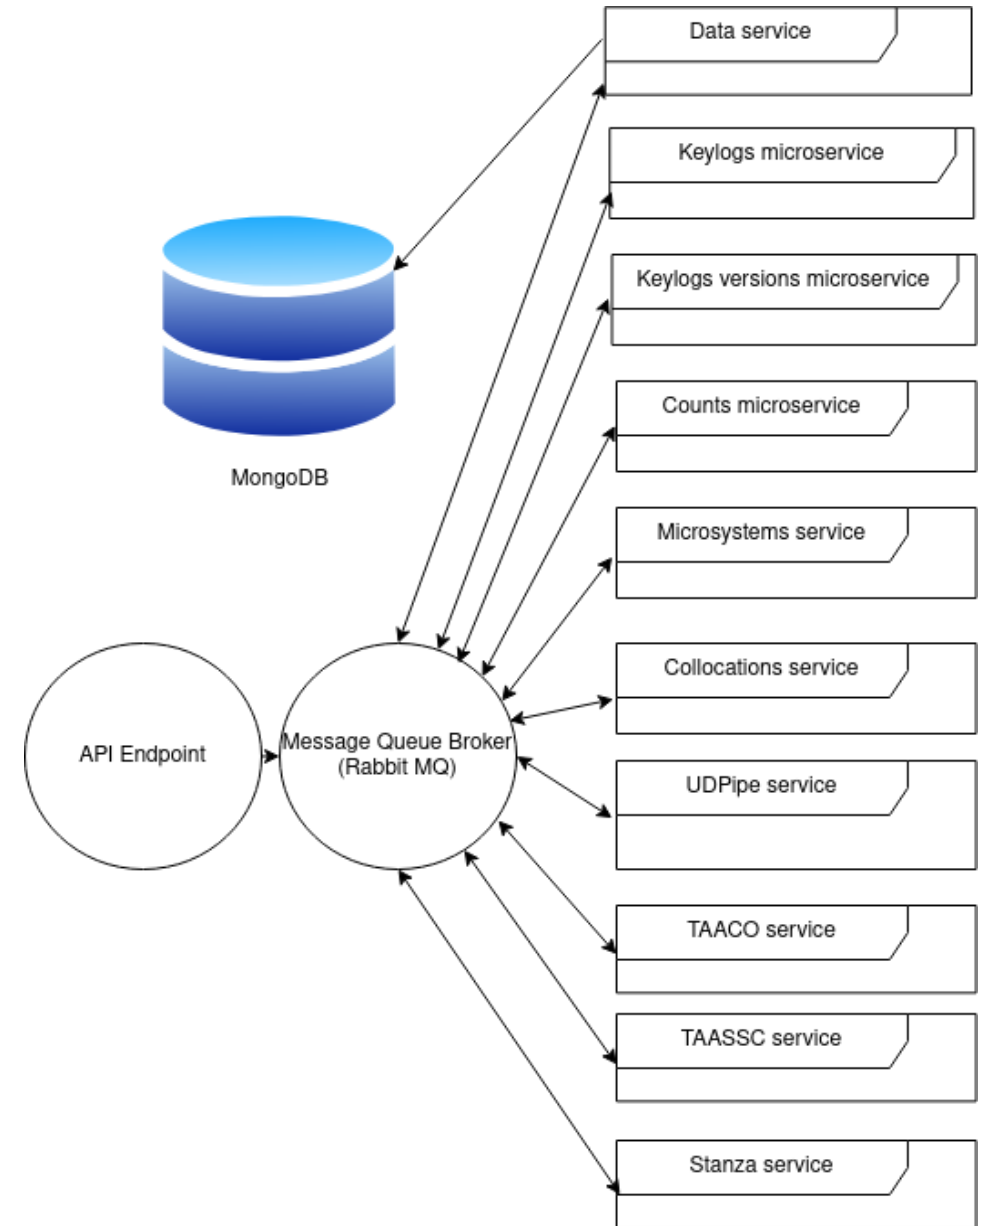 Data service
Keylogs microservice
Keylogs versions microservice
Counts microservice
MongoDB
Microsystems service
Collocations service
API Endpoint
Message Queue Broker
(Rabbit MQ)
UDPipe service
TAACO service
TAASSC service
Stanza service